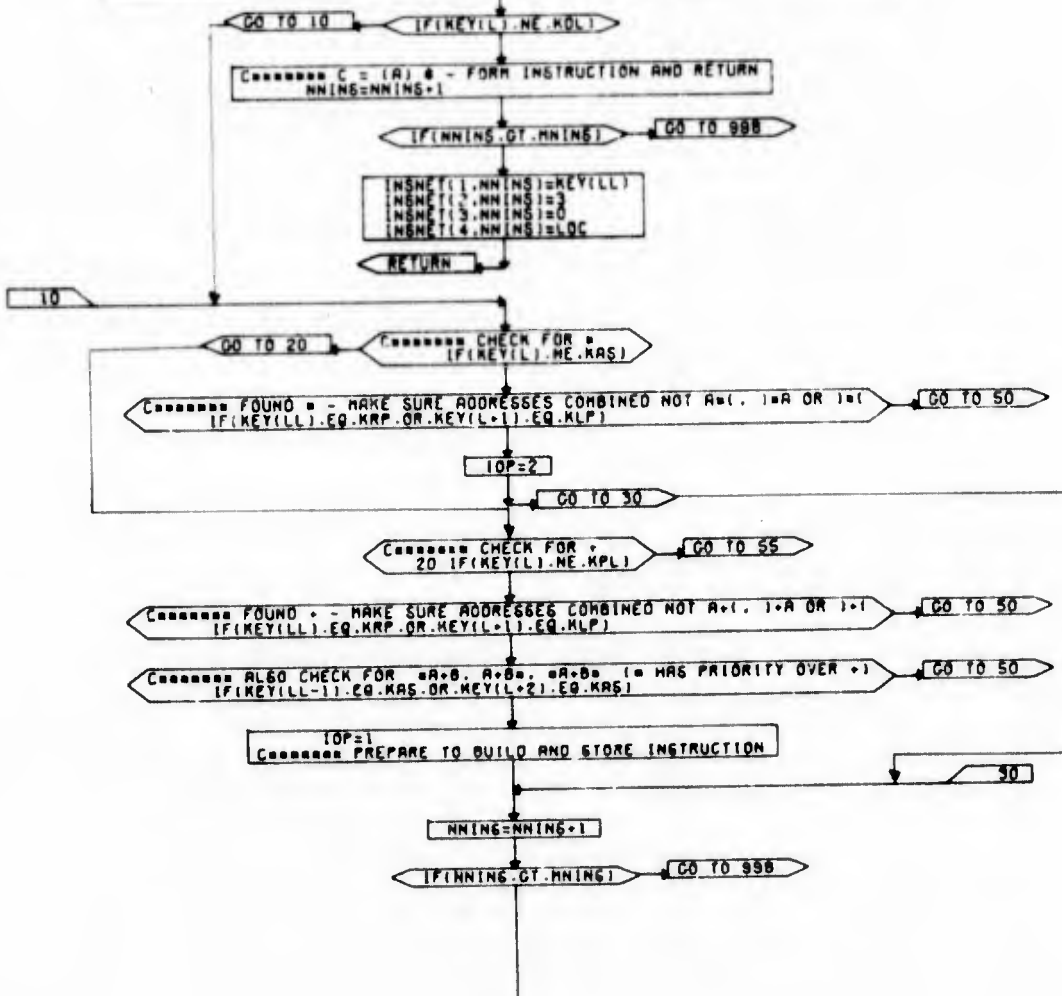 GO TO 10
IF(KEY(L).NE.KDL)
C******** C = (A) $ - FORM INSTRUCTION AND RETURN
NNINS=NNINS+1
IF(NNINS.GT.MNINS)
GO TO 998
INSNET(1,NNINS)=KEY(LL)
INSNET(2,NNINS)=3
INSNET(3,NNINS)=0
INSNET(4,NNINS)=LOC
RETURN
10
GO TO 20
C******** CHECK FOR *
IF(KEY(L).NE.KAS)
C******** FOUND * - MAKE SURE ADDRESSES COMBINED NOT A*(, )*A OR )*(
IF(KEY(LL).EQ.KRP.OR.KEY(L+1).EQ.KLP)
GO TO 50
IOP=2
GO TO 30
C******** CHECK FOR +
20 IF(KEY(L).NE.KPL)
GO TO 55
C******** FOUND + - MAKE SURE ADDRESSES COMBINED NOT A+(, )+A OR )+(
IF(KEY(LL).EQ.KRP.OR.KEY(L+1).EQ.KLP)
GO TO 50
C******** ALSO CHECK FOR *A+B, A+B*, *A+B* (* HAS PRIORITY OVER +)
IF(KEY(LL-1).EQ.KAS.OR.KEY(L+2).EQ.KAS)
GO TO 50
IOP=1
C******** PREPARE TO BUILD AND STORE INSTRUCTION
30
NNINS=NNINS+1
IF(NNINS.GT.MNINS)
GO TO 998